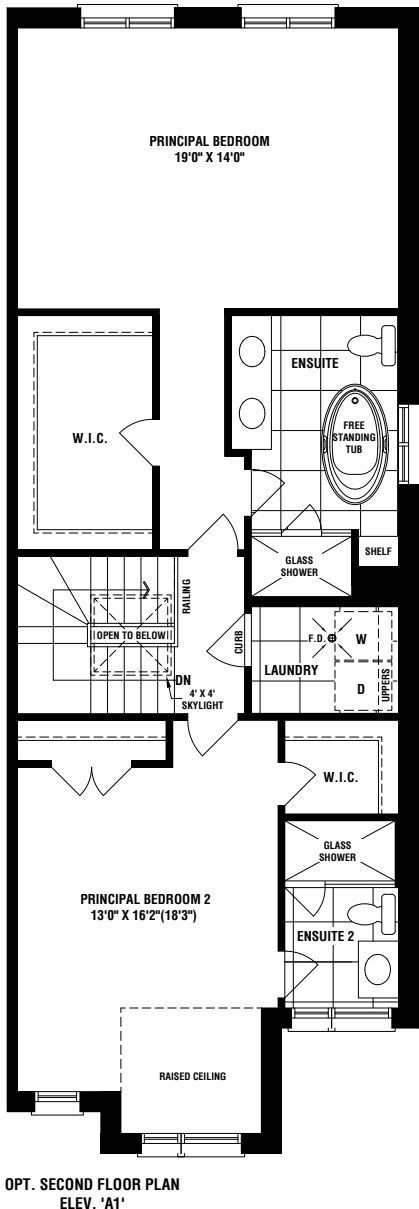 PRINCIPAL BEDROOM
19'0" X 14'0"
ENSUITE
W.I.C.
FREE
STANDING
TUB
GLASS
SHOWER
SHELF
RAILING
OPEN TO BELOW
DN
4' X 4'
SKYLIGHT
CURB
F.D.
W
LAUNDRY
D
UPPERS
W.I.C.
GLASS
SHOWER
PRINCIPAL BEDROOM 2
13'0" X 16'2"(18'3")
ENSUITE 2
RAISED CEILING
OPT. SECOND FLOOR PLAN
ELEV. 'A1'